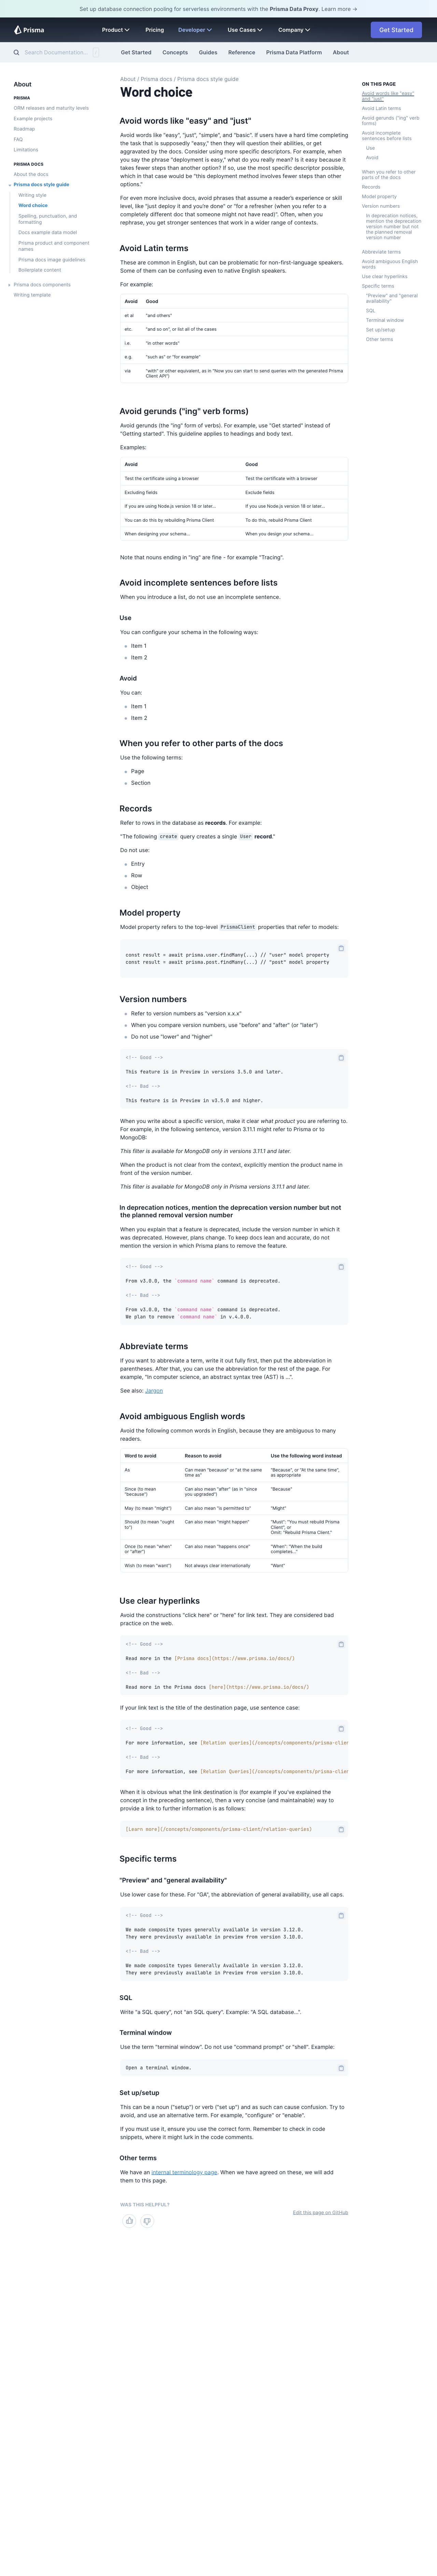 Set up database connection pooling for serverless environments with the Prisma Data Proxy. Learn more →
Prisma
Product
Pricing
Developer
Use Cases
Company
Get Started
Search Documentation...
Get Started
Concepts
Guides
Reference
Prisma Data Platform
About
About
PRISMA
ORM releases and maturity levels
Example projects
Roadmap
FAQ
Limitations
PRISMA DOCS
About the docs
Prisma docs style guide
Writing style
Word choice
Spelling, punctuation, and
formatting
Docs example data model
Prisma product and component
names
Prisma docs image guidelines
Boilerplate content
Prisma docs components
Writing template
About / Prisma docs / Prisma docs style guide
Word choice
Avoid words like "easy" and "just"
Avoid words like "easy", "just", "simple", and "basic". If users have a hard time completing
the task that is supposedly "easy," they will question their abilities. Consider using more
specific descriptors. For example, when you use the phrase "deploy easily," what
do you really mean? Is it easy because it saves the developer a number of steps? If so, then
"easy" can perhaps be described more accurately as "in one step" or "without extra deployment
options."
For even more inclusive docs, avoid phrases that assume a reader's background or skill
level, like "just deploy it and you're done" or "for a refresher (when referring to another
doc)". Often, when you rephrase sentences that contain these words, you can uncover
your strongest descriptors and explain your points in a more detailed context.
Avoid Latin terms
These are common in English, but can be problematic for non-first-language speakers.
Some of them can be confusing even to native English speakers.
For example:
Avoid Good
et al "and others"
etc. "and so on", or list all of the cases
i.e. "In other words"
e.g. "such as" or "for example"
via "with" or other equivalent, as in "Now you can start to send queries with the generated Prisma
Client API")
Avoid gerunds ("ing" verb forms)
Avoid gerunds (the "ing" form of verbs). For example, use "Get started" instead of
"Getting started". This guideline applies to headings and body text.
Examples:
Avoid Good
Test the certificate using a browser Test the certificate with a browser
Excluding fields Exclude fields
If you are using Node.js version 18 or later... If you use Node.js version 18 or later...
You can do this by rebuilding Prisma Client To do this, rebuild Prisma Client
When designing your schema... When you design your schema...
Note that nouns ending in "ing" are fine - for example "Tracing".
Avoid incomplete sentences before lists
When you introduce a list, do not use an incomplete sentence.
Use
You can configure your schema in the following ways:
Item 1
Item 2
Avoid
You can:
Item 1
Item 2
When you refer to other parts of the docs
Use the following terms:
Page
Section
Records
Refer to rows in the database as records. For example:
"The following create query creates a single User record."
Do not use:
Entry
Row
Object
Model property
Model property refers to the top-level PrismaClient properties that refer to models:
const result = await prisma.user.findMany(...) // "user" model property
const result = await prisma.post.findMany(...) // "post" model property
Version numbers
Refer to version numbers as "version x.x.x"
When you compare version numbers, use "before" and "after" (or "later")
Do not use "lower" and "higher"
<!-- Good -->
This feature is in Preview in versions 3.5.0 and later.
<!-- Bad -->
This feature is in Preview in v3.5.0 and higher.
When you write about a specific version, make it clear what product you are referring to.
For example, in the following sentence, version 3.11.1 might refer to Prisma or to
MongoDB:
This filter is available for MongoDB only in versions 3.11.1 and later.
When the product is not clear from the context, explicitly mention the product name in
front of the version number.
This filter is available for MongoDB only in Prisma versions 3.11.1 and later.
In deprecation notices, mention the deprecation version number but not
the planned removal version number
When you explain that a feature is deprecated, include the version number in which it
was deprecated. However, plans change. To keep docs lean and accurate, do not
mention the version in which Prisma plans to remove the feature.
<!-- Good -->
From v3.0.0, the `command name` command is deprecated.
<!-- Bad -->
From v3.0.0, the `command name` command is deprecated.
We plan to remove `command name` in v.4.0.0.
Abbreviate terms
If you want to abbreviate a term, write it out fully first, then put the abbreviation in
parentheses. After that, you can use the abbreviation for the rest of the page. For
example, "In computer science, an abstract syntax tree (AST) is ...".
See also: Jargon
Avoid ambiguous English words
Avoid the following common words in English, because they are ambiguous to many
readers.
Word to avoid Reason to avoid Use the following word instead
As Can mean "because" or "at the same time as" "Because", or "At the same time", as appropriate
Since (to mean "because") Can also mean "after" (as in "since you upgraded") "Because"
May (to mean "might") Can also mean "is permitted to" "Might"
Should (to mean "ought to") Can also mean "might happen" "Must": "You must rebuild Prisma Client", or
Omit: "Rebuild Prisma Client."
Once (to mean "when" or "after") Can also mean "happens once" "When": "When the build completes..."
Wish (to mean "want") Not always clear internationally "Want"
Use clear hyperlinks
Avoid the constructions "click here" or "here" for link text. They are considered bad
practice on the web.
<!-- Good -->
Read more in the [Prisma docs](https://www.prisma.io/docs/)
<!-- Bad -->
Read more in the Prisma docs [here](https://www.prisma.io/docs/)
If your link text is the title of the destination page, use sentence case:
<!-- Good -->
For more information, see [Relation queries](/concepts/components/prisma-clien
<!-- Bad -->
For more information, see [Relation Queries](/concepts/components/prisma-clien
When it is obvious what the link destination is (for example if you've explained the
concept in the preceding sentence), then a very concise (and maintainable) way to
provide a link to further information is as follows:
[Learn more](/concepts/components/prisma-client/relation-queries)
Specific terms
"Preview" and "general availability"
Use lower case for these. For "GA", the abbreviation of general availability, use all caps.
<!-- Good -->
We made composite types generally available in version 3.12.0.
They were previously available in preview from version 3.10.0.
<!-- Bad -->
We made composite types Generally Available in version 3.12.0.
They were previously available in Preview from version 3.10.0.
SQL
Write "a SQL query", not "an SQL query". Example: "A SQL database...".
Terminal window
Use the term "terminal window". Do not use "command prompt" or "shell". Example:
Open a terminal window.
Set up/setup
This can be a noun ("setup") or verb ("set up") and as such can cause confusion. Try to
avoid, and use an alternative term. For example, "configure" or "enable".
If you must use it, ensure you use the correct form. Remember to check in code
snippets, where it might lurk in the code comments.
Other terms
We have an internal terminology page. When we have agreed on these, we will add
them to this page.
WAS THIS HELPFUL?
Edit this page on GitHub
ON THIS PAGE
Avoid words like "easy"
and "just"
Avoid Latin terms
Avoid gerunds ("ing" verb
forms)
Avoid incomplete
sentences before lists
Use
Avoid
When you refer to other
parts of the docs
Records
Model property
Version numbers
In deprecation notices,
mention the deprecation
version number but not
the planned removal
version number
Abbreviate terms
Avoid ambiguous English
words
Use clear hyperlinks
Specific terms
"Preview" and "general
availability"
SQL
Terminal window
Set up/setup
Other terms